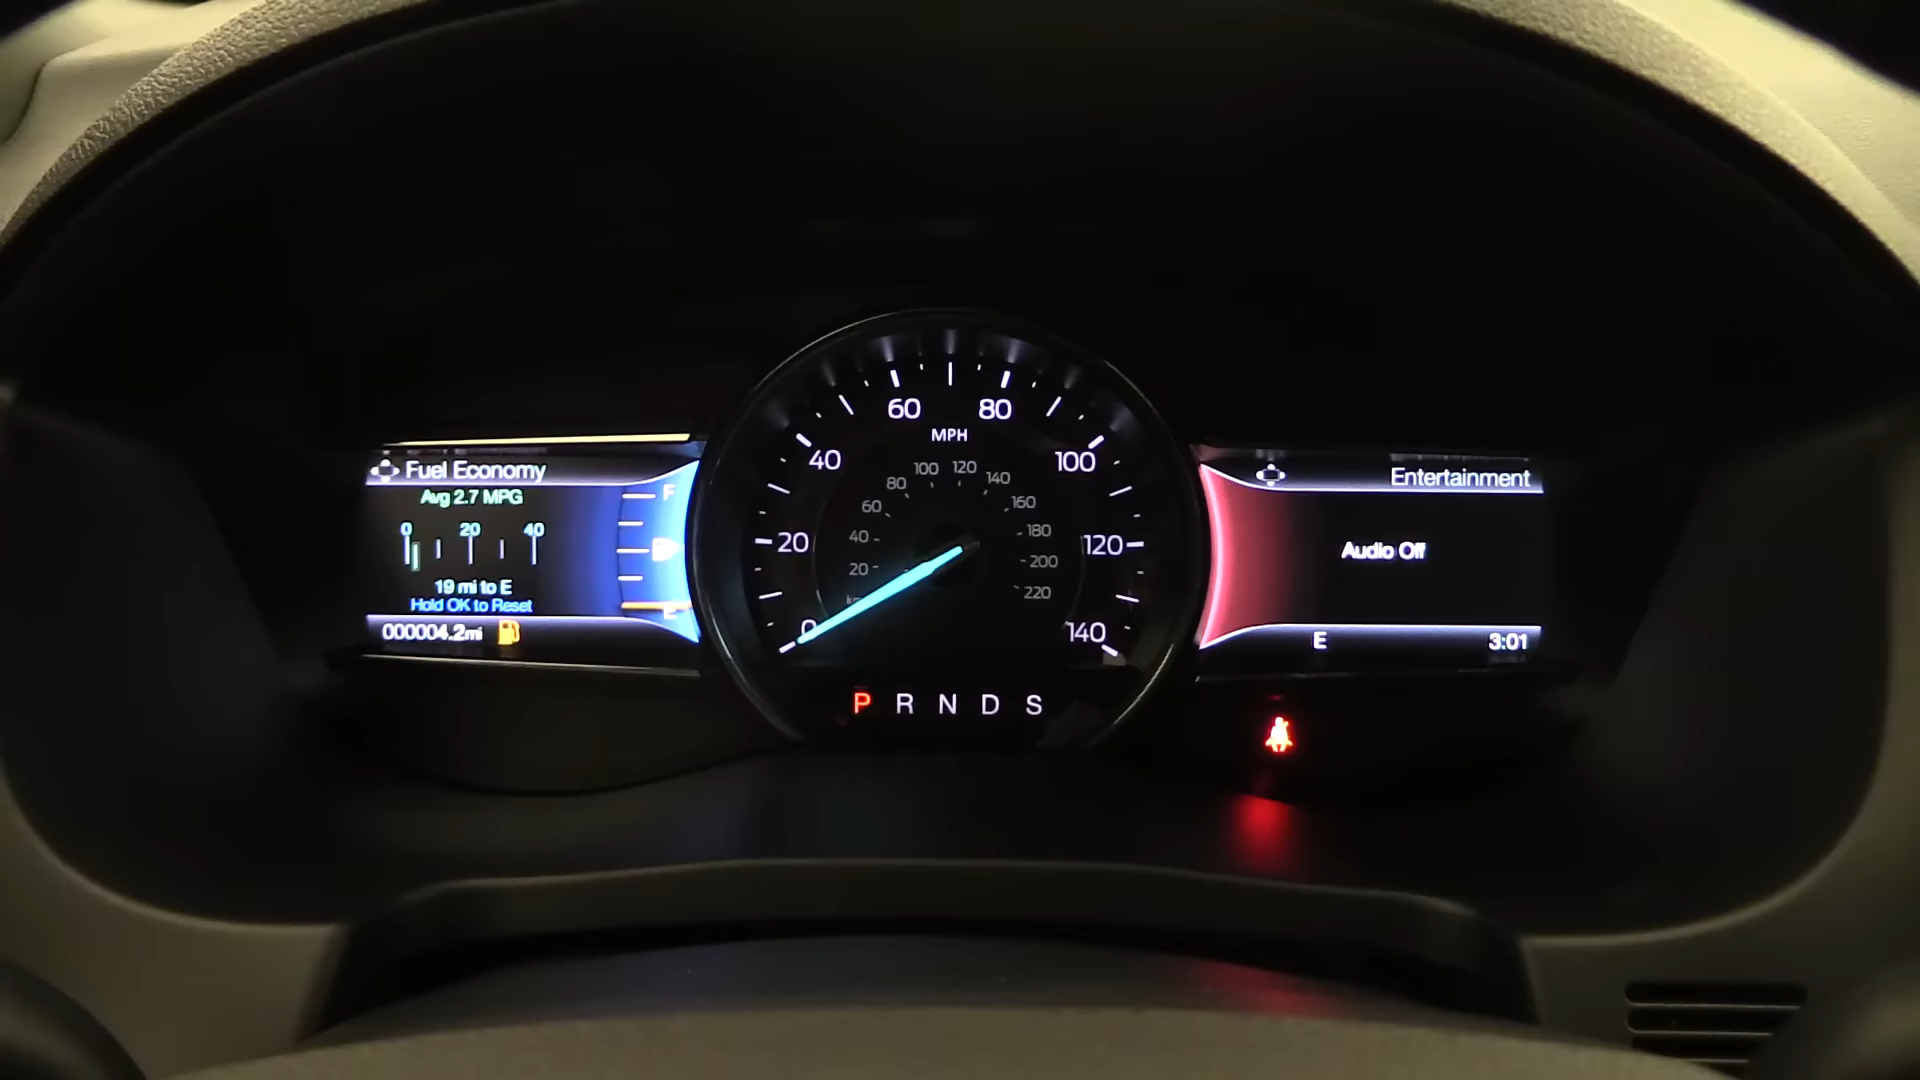 Fuel Economy
Avg 2.7 MPG
0 20 40
19 mi to E
Hold OK to Reset
000004.2mi
F
E
0 20 40 60 80 100 120 140
MPH
20 40 60 80 100 120 140 160 180 200 220
P R N D S
Entertainment
Audio Off
E 3:01